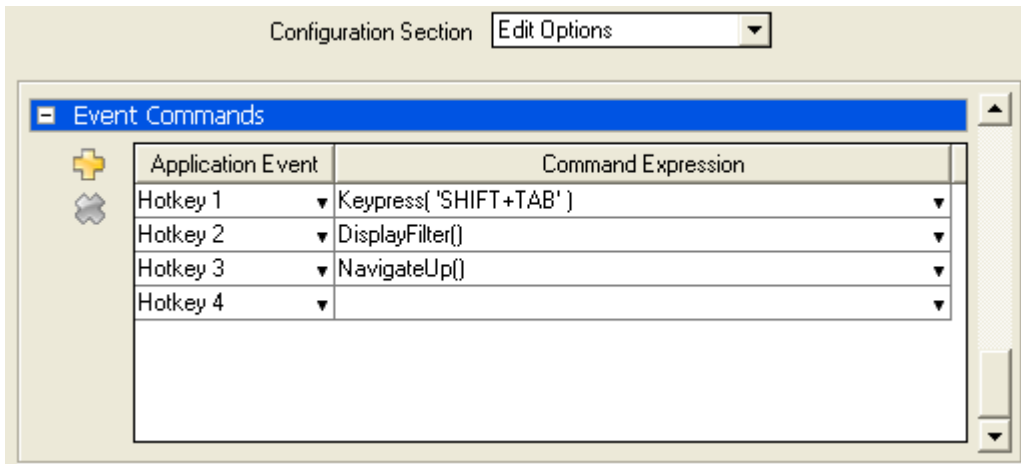 Configuration Section Edit Options
Event Commands
Application Event Command Expression
Hotkey 1 Keypress( 'SHIFT+TAB' )
Hotkey 2 DisplayFilter()
Hotkey 3 NavigateUp()
Hotkey 4